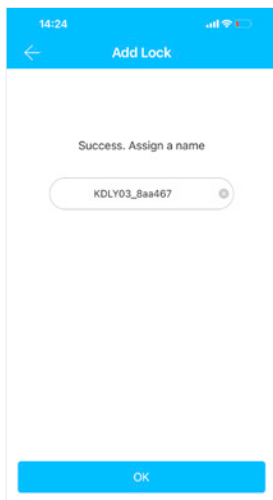 14:24
Add Lock
Success. Assign a name
KDLY03_8aa467
OK